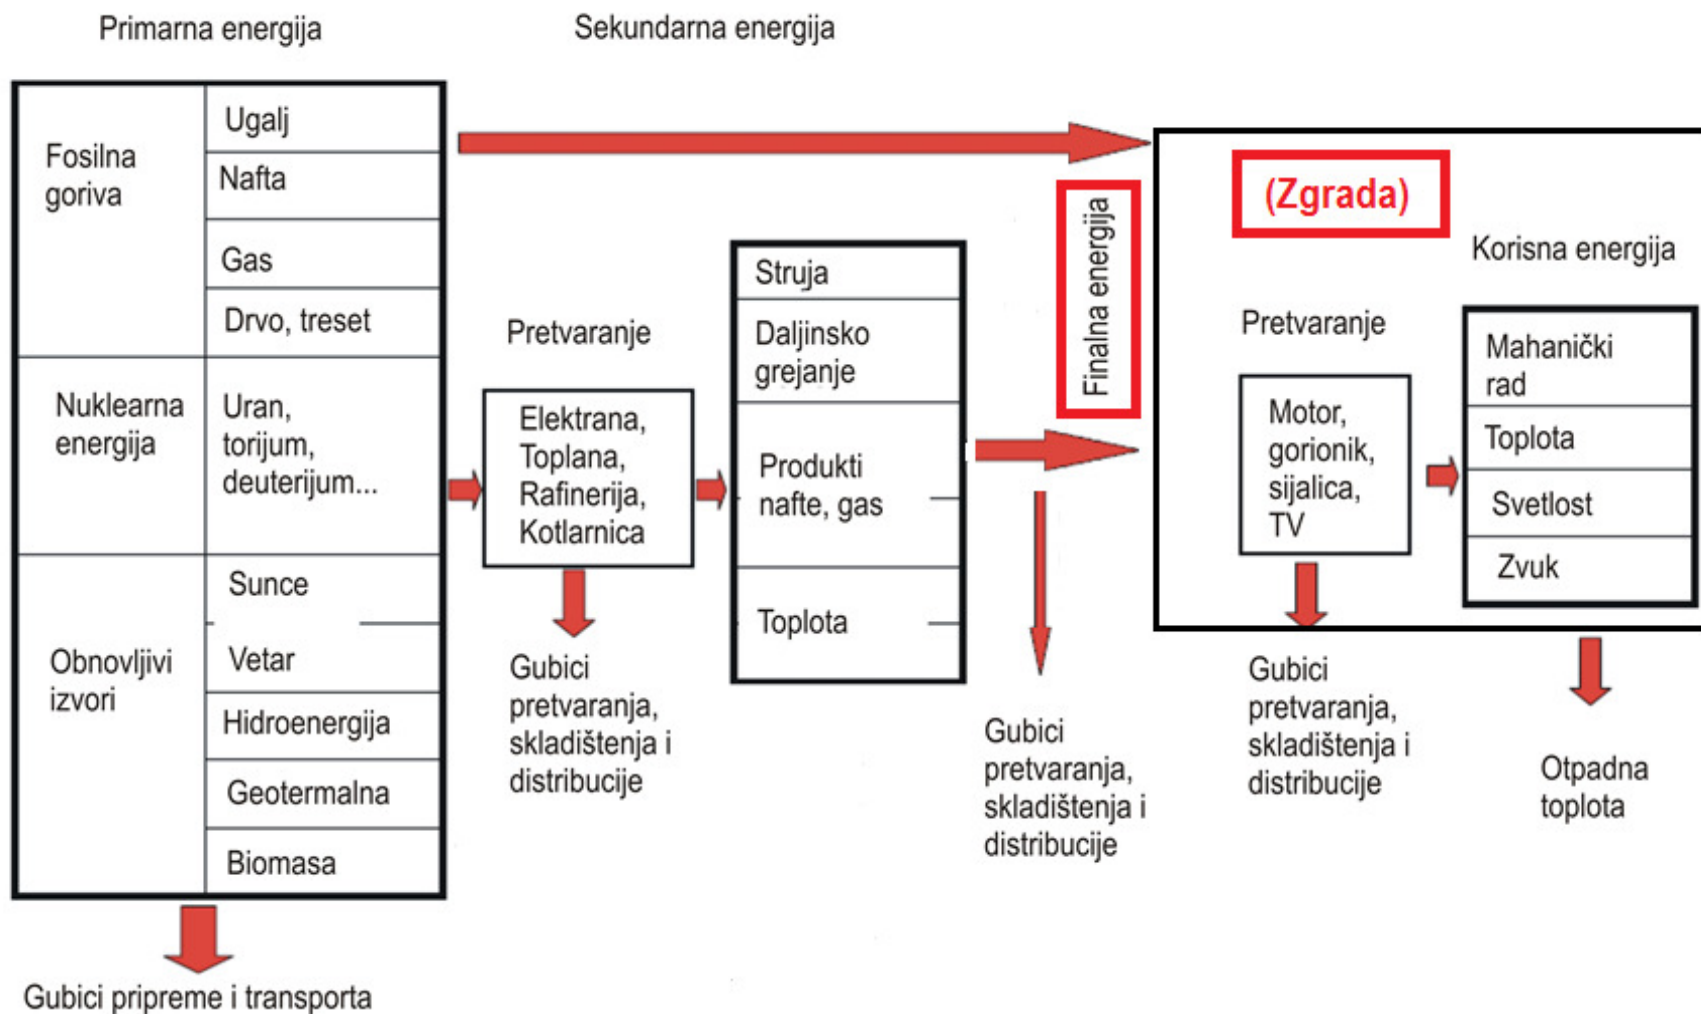 Primarna energija
Sekundarna energija
Fosilna
goriva
Ugalj
Nafta
Gas
Drvo, treset
Nuklearna
energija
Uran,
torijum,
deuterijum...
Obnovljivi
izvori
Sunce
Vetar
Hidroenergija
Geotermalna
Biomasa
Gubici pripreme i transporta
Pretvaranje
Elektrana,
Toplana,
Rafinerija,
Kotlarnica
Gubici
pretvaranja,
skladištenja i
distribucije
Struja
Daljinsko
grejanje
Produkti
nafte, gas
Toplota
Finalna energija
Gubici
pretvaranja,
skladištenja i
distribucije
(Zgrada)
Pretvaranje
Motor,
gorionik,
sijalica,
TV
Gubici
pretvaranja,
skladištenja i
distribucije
Korisna energija
Mahanički
rad
Toplota
Svetlost
Zvuk
Otpadna
toplota